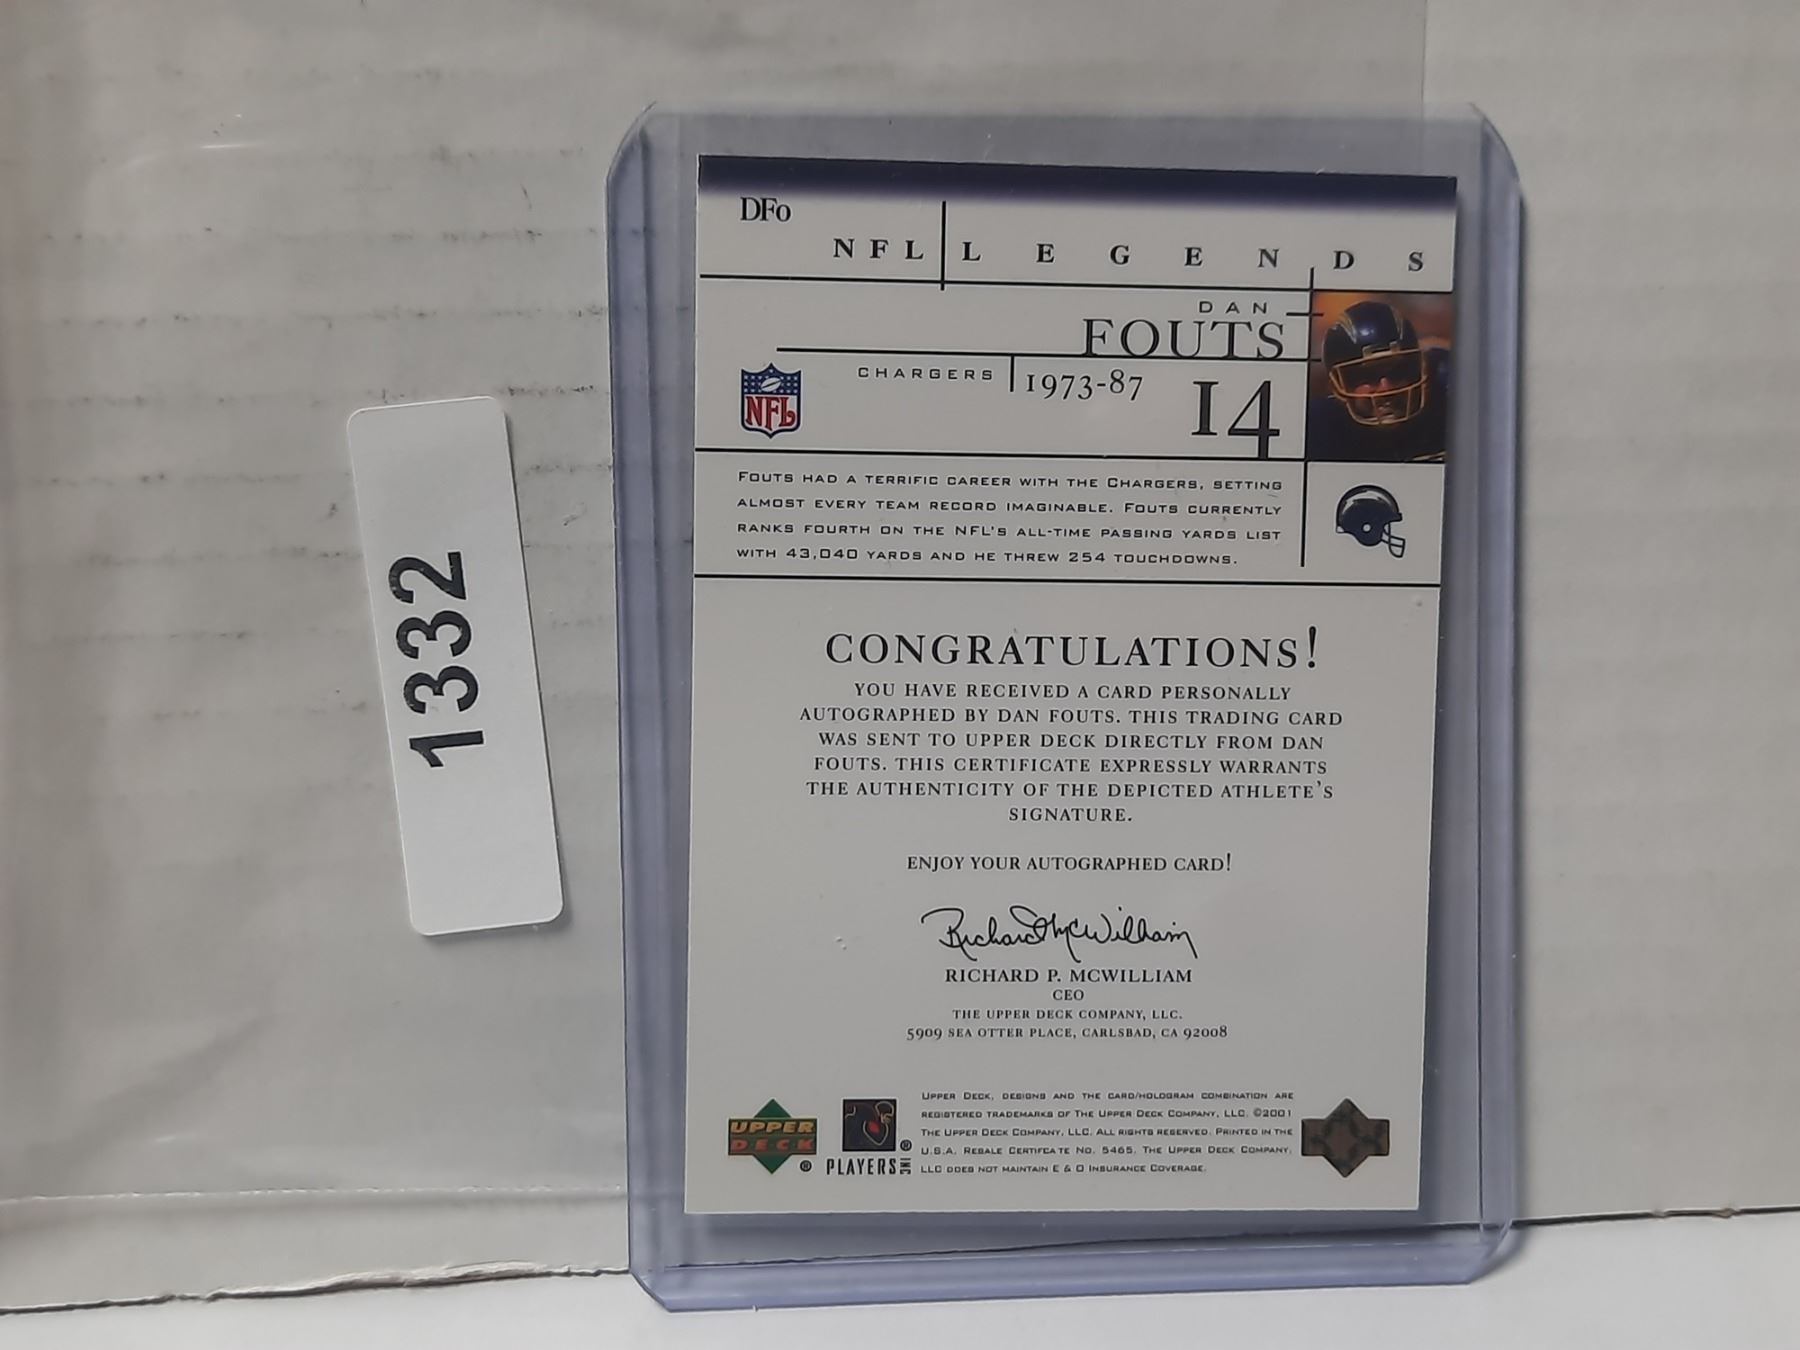 1332
DFo
NFL LEGENDS
DAN
FOUTS
CHARGERS 1973-87 14
NFL
FOUTS HAD A TERRIFIC CAREER WITH THE CHARGERS, SETTING
ALMOST EVERY TEAM RECORD IMAGINABLE. FOUTS CURRENTLY
RANKS FOURTH ON THE NFL'S ALL-TIME PASSING YARDS LIST
WITH 43,040 YARDS AND HE THREW 254 TOUCHDOWNS.
CONGRATULATIONS!
YOU HAVE RECEIVED A CARD PERSONALLY
AUTOGRAPHED BY DAN FOUTS. THIS TRADING CARD
WAS SENT TO UPPER DECK DIRECTLY FROM DAN
FOUTS. THIS CERTIFICATE EXPRESSLY WARRANTS
THE AUTHENTICITY OF THE DEPICTED ATHLETE'S
SIGNATURE.
ENJOY YOUR AUTOGRAPHED CARD!
Richard McWilliam
RICHARD P. MCWILLIAM
CEO
THE UPPER DECK COMPANY, LLC.
5909 SEA OTTER PLACE, CARLSBAD, CA 92008
UPPER
DECK
®
PLAYERS INC ®
UPPER DECK, DESIGNS AND THE CARD/HOLOGRAM COMBINATION ARE
REGISTERED TRADEMARKS OF THE UPPER DECK COMPANY, LLC. ©2001
THE UPPER DECK COMPANY, LLC. ALL RIGHTS RESERVED. PRINTED IN THE
U.S.A. RESALE CERTIFCATE NO. 5465. THE UPPER DECK COMPANY,
LLC DOES NOT MAINTAIN E & O INSURANCE COVERAGE.